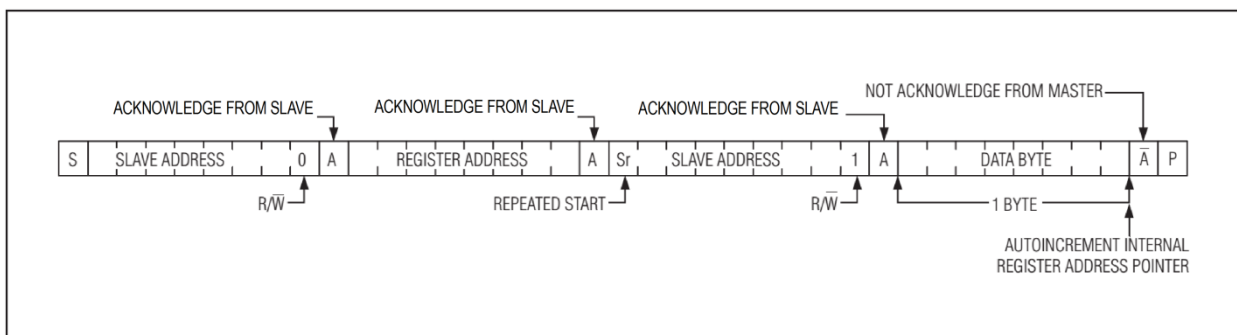 NOT ACKNOWLEDGE FROM MASTER
ACKNOWLEDGE FROM SLAVE ACKNOWLEDGE FROM SLAVE ACKNOWLEDGE FROM SLAVE
S SLAVE ADDRESS 0 A REGISTER ADDRESS A Sr SLAVE ADDRESS 1 A DATA BYTE A̅ P
R/W̅ REPEATED START R/W̅ 1 BYTE
AUTOINCREMENT INTERNAL
REGISTER ADDRESS POINTER